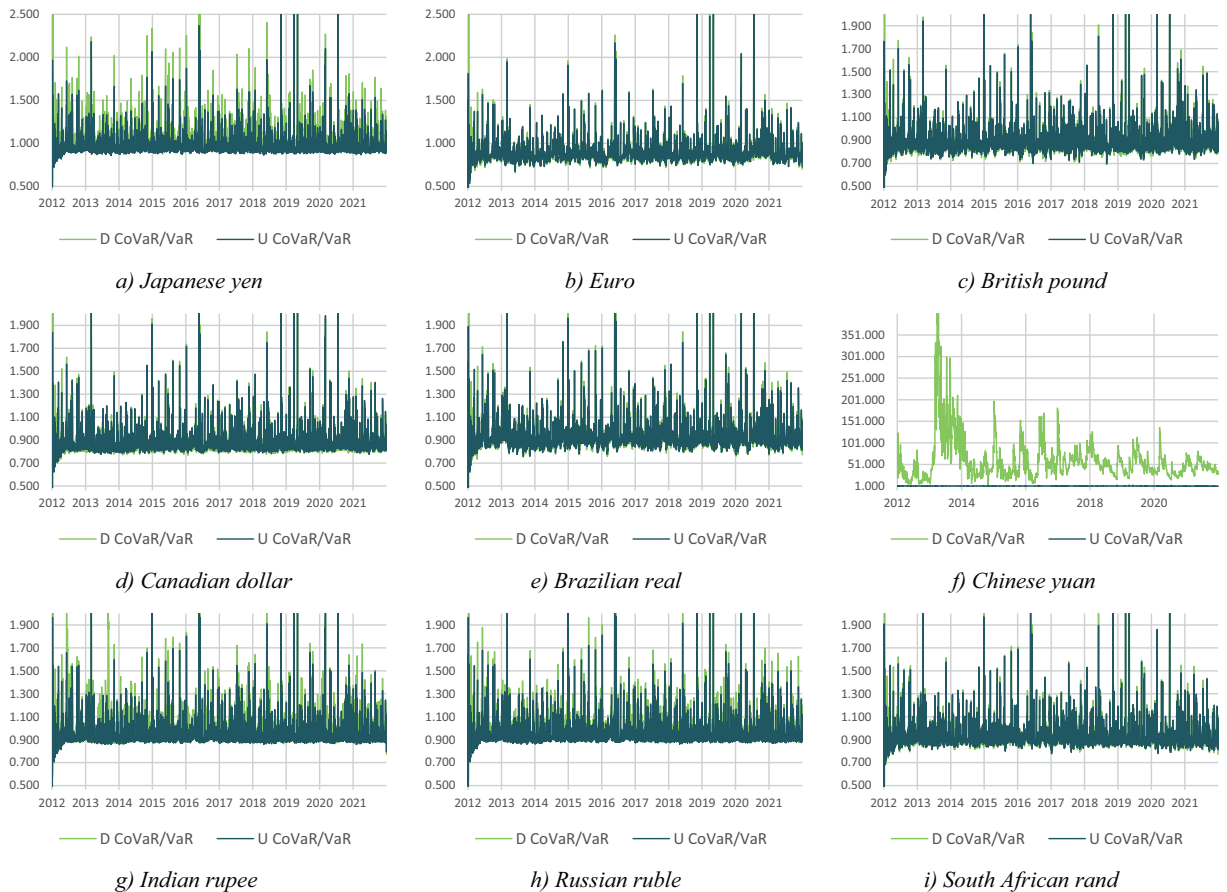 2.500
2.000
1.500
1.000
0.500
2012 2013 2014 2015 2016 2017 2018 2019 2020 2021
D CoVaR/VaR U CoVaR/VaR
a) Japanese yen
2.500
2.000
1.500
1.000
0.500
2012 2013 2014 2015 2016 2017 2018 2019 2020 2021
D CoVaR/VaR U CoVaR/VaR
b) Euro
1.900
1.700
1.500
1.300
1.100
0.900
0.700
0.500
2012 2013 2014 2015 2016 2017 2018 2019 2020 2021
D CoVaR/VaR U CoVaR/VaR
c) British pound
1.900
1.700
1.500
1.300
1.100
0.900
0.700
0.500
2012 2013 2014 2015 2016 2017 2018 2019 2020 2021
D CoVaR/VaR U CoVaR/VaR
d) Canadian dollar
1.900
1.700
1.500
1.300
1.100
0.900
0.700
0.500
2012 2013 2014 2015 2016 2017 2018 2019 2020 2021
D CoVaR/VaR U CoVaR/VaR
e) Brazilian real
351.000
301.000
251.000
201.000
151.000
101.000
51.000
1.000
2012 2014 2016 2018 2020
D CoVaR/VaR U CoVaR/VaR
f) Chinese yuan
1.900
1.700
1.500
1.300
1.100
0.900
0.700
0.500
2012 2013 2014 2015 2016 2017 2018 2019 2020 2021
D CoVaR/VaR U CoVaR/VaR
g) Indian rupee
1.900
1.700
1.500
1.300
1.100
0.900
0.700
0.500
2012 2013 2014 2015 2016 2017 2018 2019 2020 2021
D CoVaR/VaR U CoVaR/VaR
h) Russian ruble
1.900
1.700
1.500
1.300
1.100
0.900
0.700
0.500
2012 2013 2014 2015 2016 2017 2018 2019 2020 2021
D CoVaR/VaR U CoVaR/VaR
i) South African rand